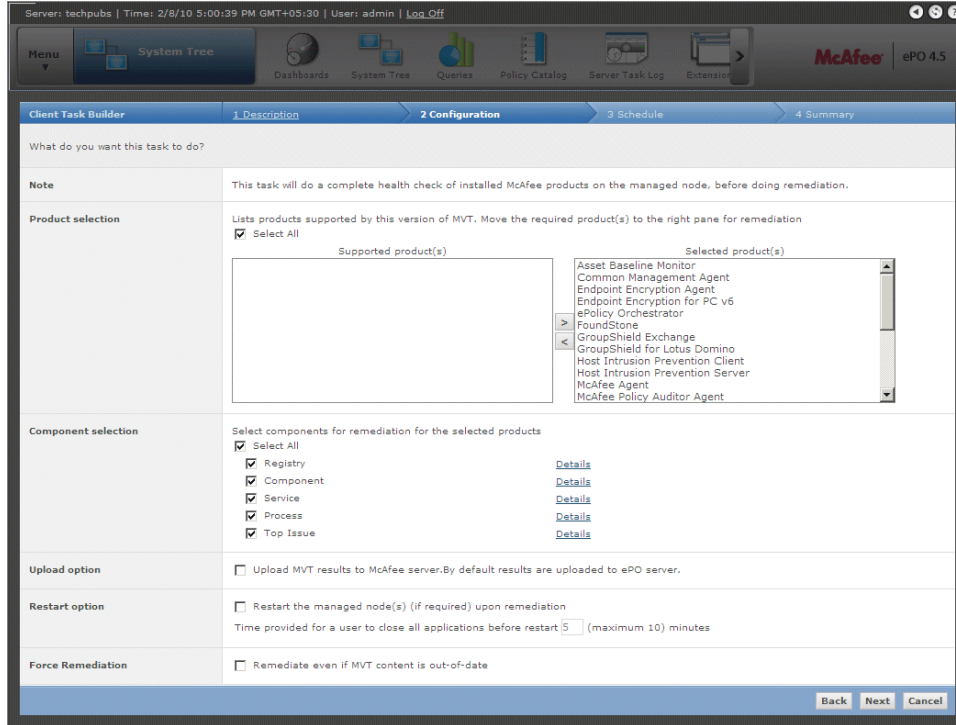 Server: techpubs | Time: 2/8/10 5:00:39 PM GMT+05:30 | User: admin | Log Off
Menu
System Tree
Dashboards
System Tree
Queries
Policy Catalog
Server Task Log
Extension
McAfee
ePO 4.5
Client Task Builder
1 Description
2 Configuration
3 Schedule
4 Summary
What do you want this task to do?
Note
This task will do a complete health check of installed McAfee products on the managed node, before doing remediation.
Product selection
Lists products supported by this version of MVT. Move the required product(s) to the right pane for remediation
Select All
Supported product(s)
Selected product(s)
Asset Baseline Monitor
Common Management Agent
Endpoint Encryption Agent
Endpoint Encryption for PC v6
ePolicy Orchestrator
FoundStone
GroupShield Exchange
GroupShield for Lotus Domino
Host Intrusion Prevention Client
Host Intrusion Prevention Server
McAfee Agent
McAfee Policy Auditor Agent
>
<
Component selection
Select components for remediation for the selected products
Select All
Registry Details
Component Details
Service Details
Process Details
Top Issue Details
Upload option
Upload MVT results to McAfee server.By default results are uploaded to ePO server.
Restart option
Restart the managed node(s) (if required) upon remediation
Time provided for a user to close all applications before restart 5 (maximum 10) minutes
Force Remediation
Remediate even if MVT content is out-of-date
Back
Next
Cancel